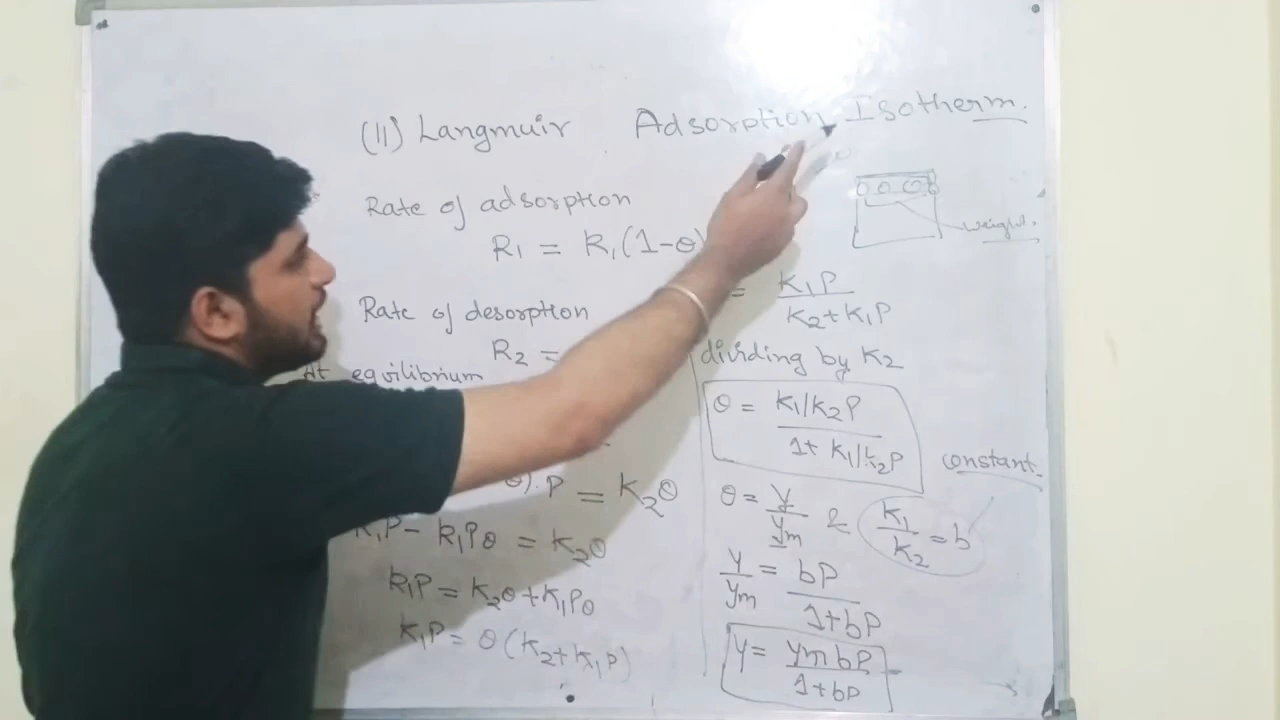 (II) Langmuir Adsorption Isotherm.
Rate of adsorption
R1 = K1(1-θ)
Rate of desorption
R2 =
At equilibrium
θ).P = K2θ
K1P - K1Pθ = K2θ
K1P = K2θ + K1Pθ
K1P = θ(K2+K1P)
weight.
= K1P / K2+K1P
dividing by K2
θ = K1/K2P / 1+ K1/K2P
constant.
θ = y/ym & K1/K2 = b
y/ym = bP / 1+bP
y = ymbP / 1+bP